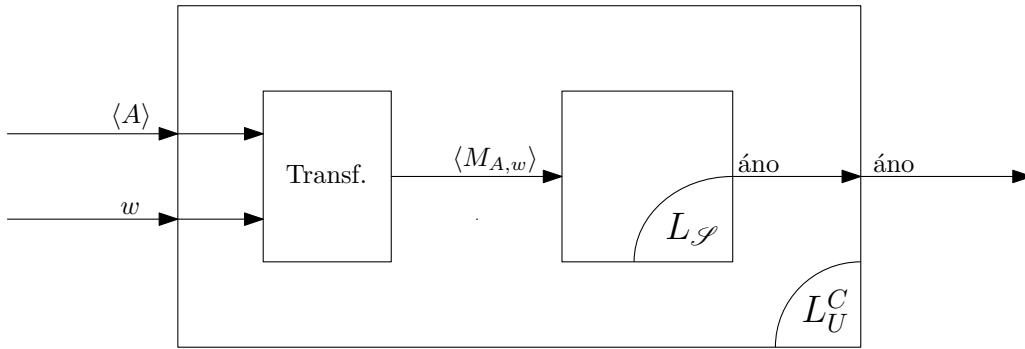 ⟨A⟩
w
Transf.
⟨M_{A,w}⟩
áno
áno
L_𝒮
L_U^C